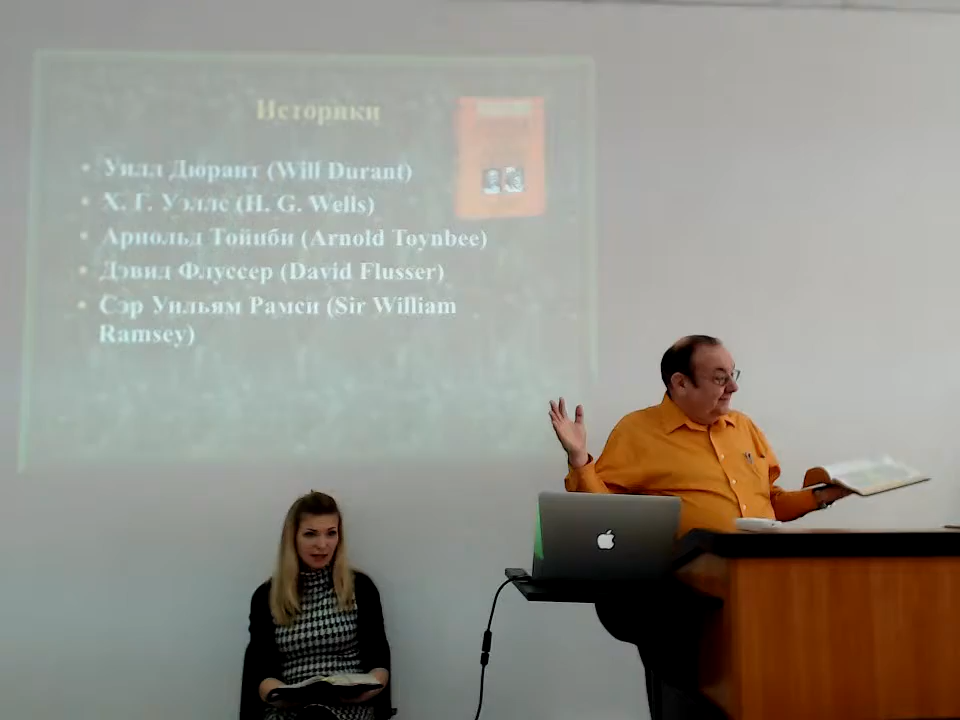 Историки
• Уилл Дюрант (Will Durant)
• Х. Г. Уэллс (H. G. Wells)
• Арнольд Тойнби (Arnold Toynbee)
• Дэвид Флуссер (David Flusser)
• Сэр Уильям Рамси (Sir William
Ramsey)